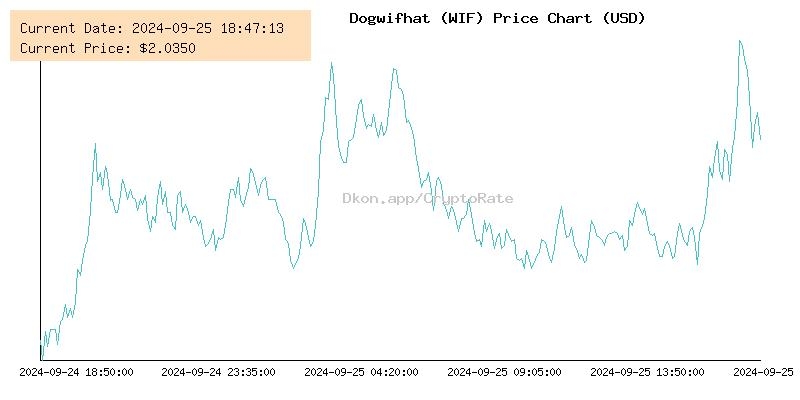 Dogwifhat (WIF) Price Chart (USD)
Current Date: 2024-09-25 18:47:13
Current Price: $2.0350
Dkon.app/CryptoRate
2024-09-24 18:50:00 2024-09-24 23:35:00 2024-09-25 04:20:00 2024-09-25 09:05:00 2024-09-25 13:50:00 2024-09-25